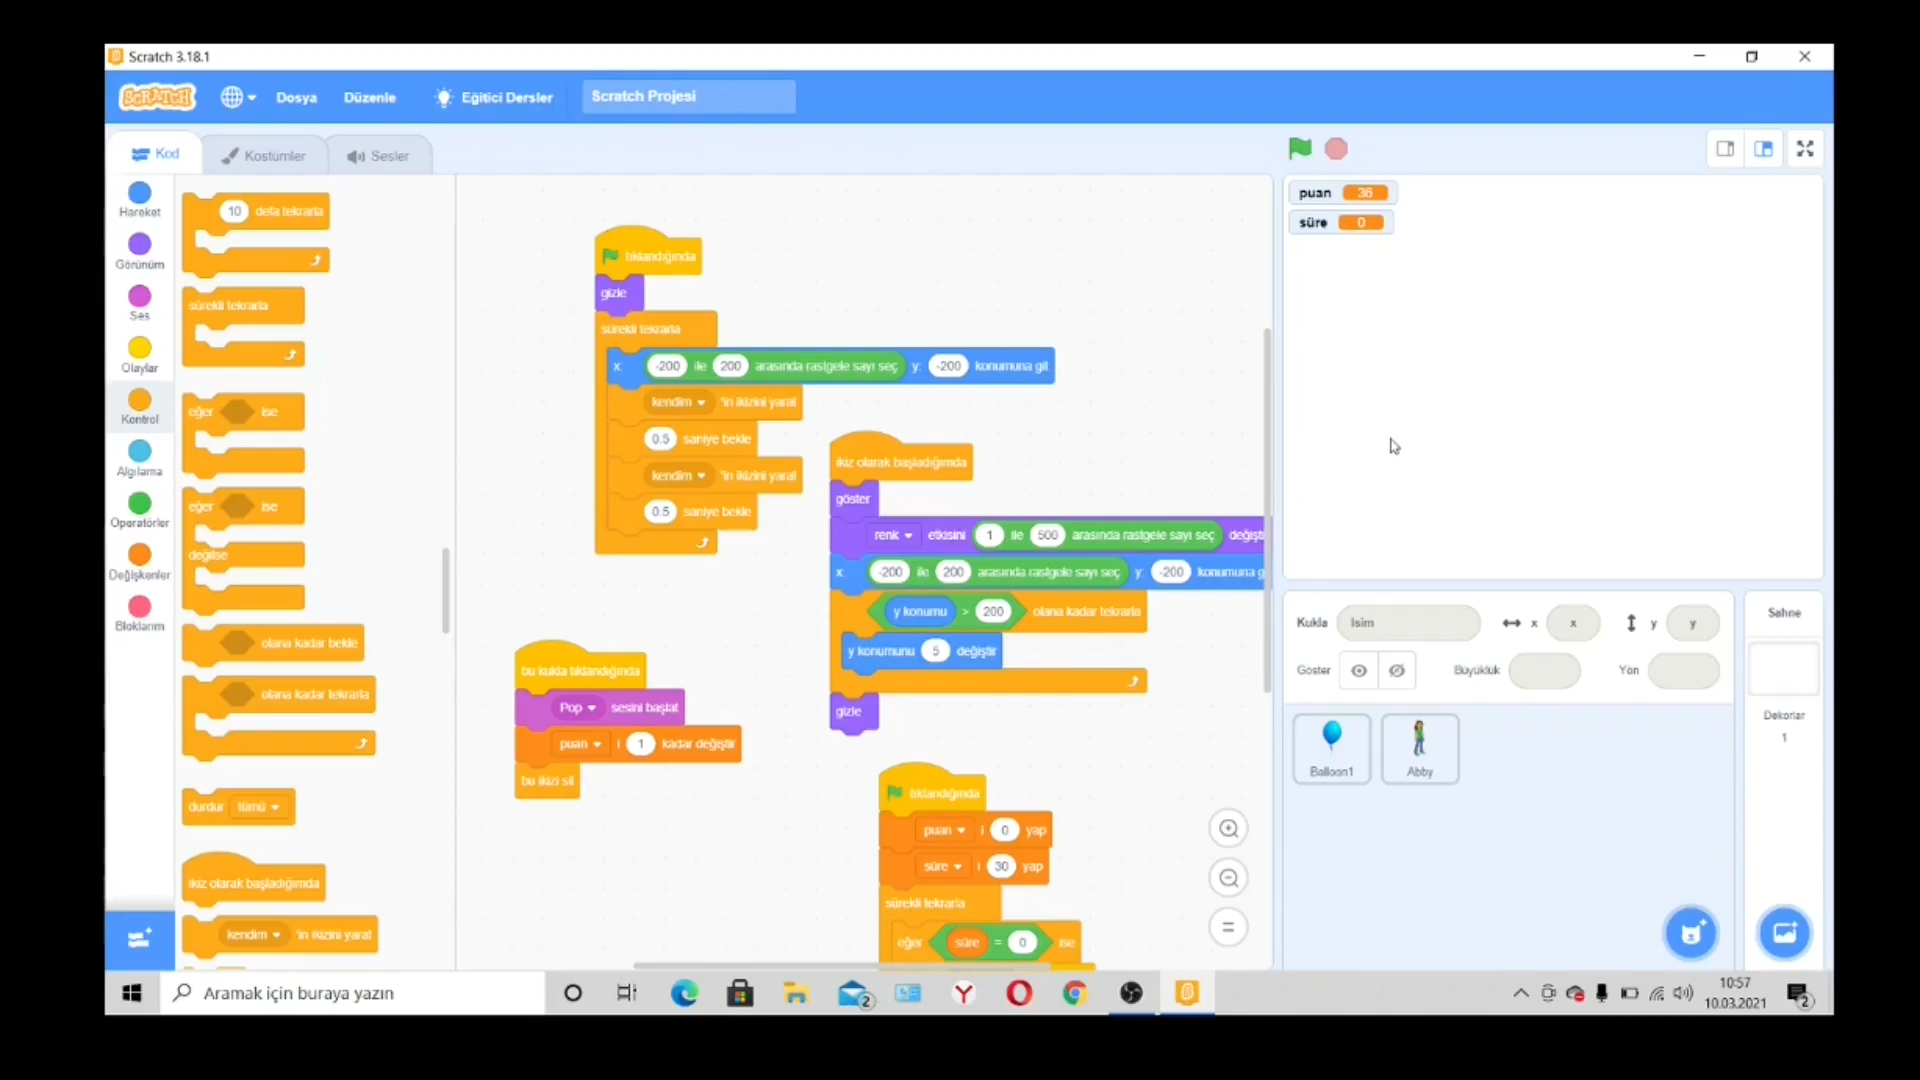 Scratch 3.18.1
SCRATCH
Dosya
Düzenle
Eğitici Dersler
Scratch Projesi
Kod
Kostümler
Sesler
Hareket
Görünüm
Ses
Olaylar
Kontrol
Algılama
Operatörler
Değişkenler
Bloklarım
10 defa tekrarla
sürekli tekrarla
eğer ise
eğer ise
değilse
olana kadar bekle
olana kadar tekrarla
durdur tümü
ikiz olarak başladığımda
kendim 'in ikizini yarat
tıklandığında
gizle
sürekli tekrarla
x: -200 ile 200 arasında rastgele sayı seç y: -200 konumuna git
kendim 'in ikizini yarat
0.5 saniye bekle
kendim 'in ikizini yarat
0.5 saniye bekle
ikiz olarak başladığımda
göster
renk etkisini 1 ile 500 arasında rastgele sayı seç değişti
x: -200 ile 200 arasında rastgele sayı seç y: -200 konumuna g
y konumu > 200 olana kadar tekrarla
y konumunu 5 değiştir
gizle
bu kukla tıklandığında
Pop sesini başlat
puan i 1 kadar değiştir
bu ikizi sil
tıklandığında
puan i 0 yap
süre i 30 yap
sürekli tekrarla
eğer süre = 0 ise
puan 36
süre 0
Kukla İsim x x y y
Göster Büyüklük Yön
Balloon1
Abby
Sahne
Dekorlar
1
Aramak için buraya yazın
2
10:57
10.03.2021
2